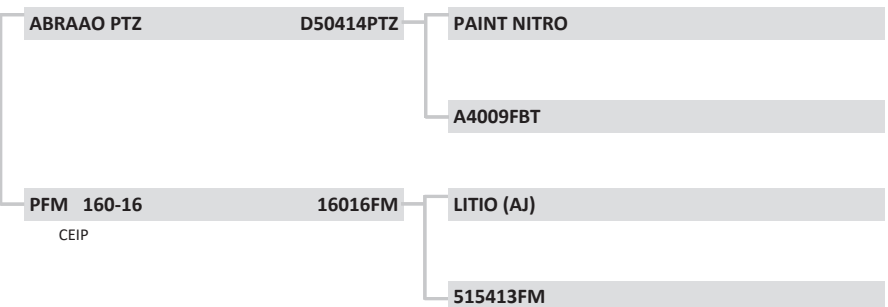 ABRAAO PTZ D50414PTZ PAINT NITRO
A4009FBT
PFM 160-16 16016FM LITIO (AJ)
CEIP
515413FM